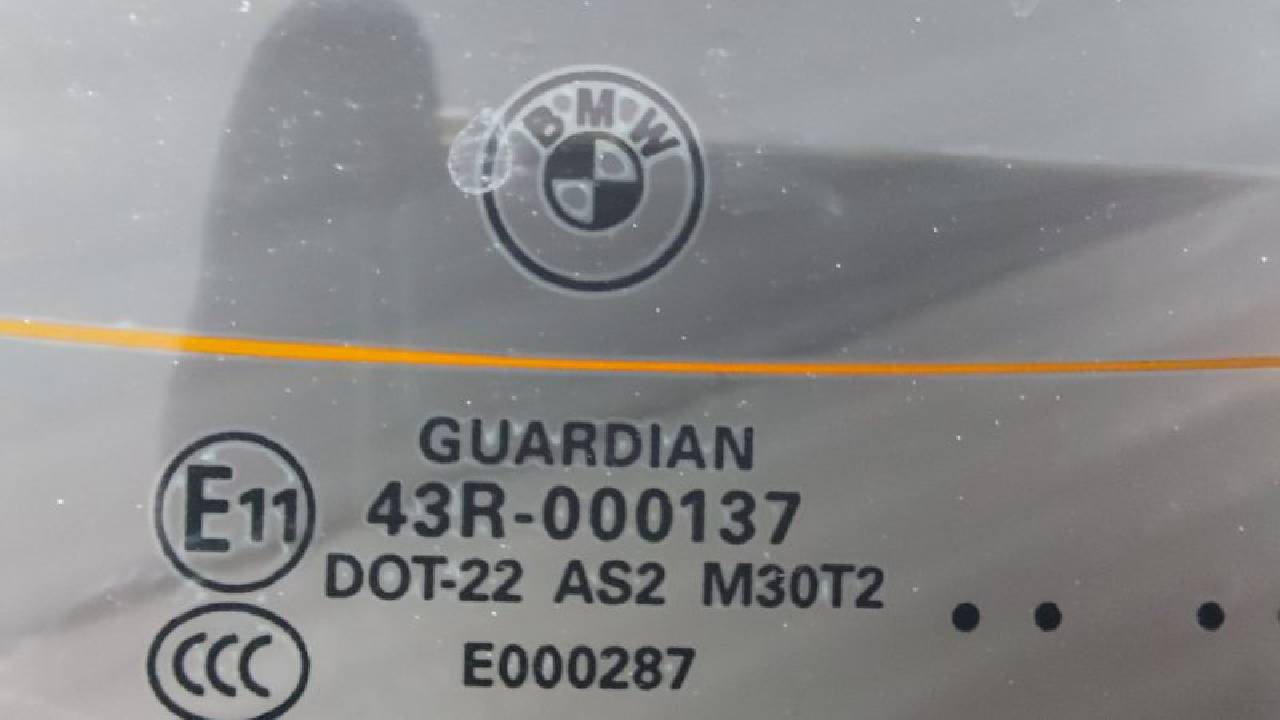 BMW
GUARDIAN
E11 43R-000137
DOT-22 AS2 M30T2
CCC E000287